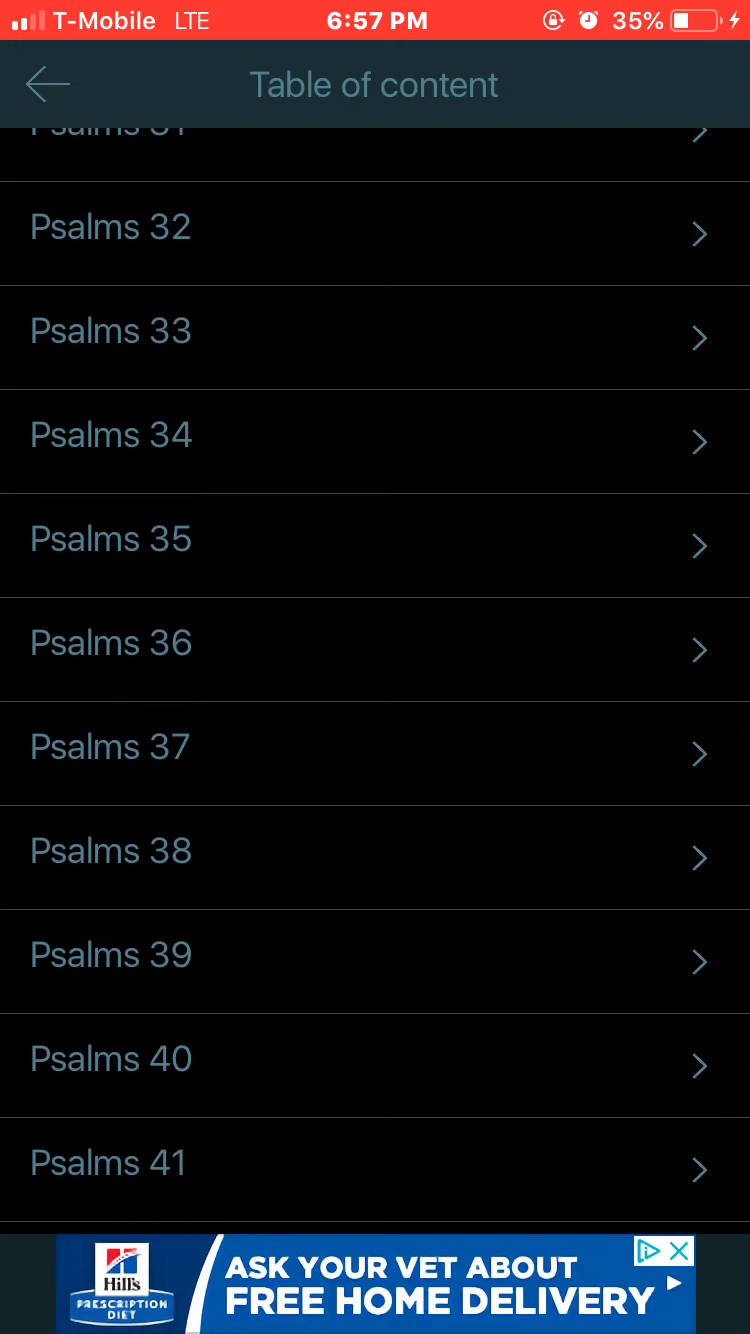 T-Mobile LTE 6:57 PM 35%
Table of content
Psalms 31
Psalms 32
Psalms 33
Psalms 34
Psalms 35
Psalms 36
Psalms 37
Psalms 38
Psalms 39
Psalms 40
Psalms 41
Hill's
PRESCRIPTION
DIET
ASK YOUR VET ABOUT
FREE HOME DELIVERY